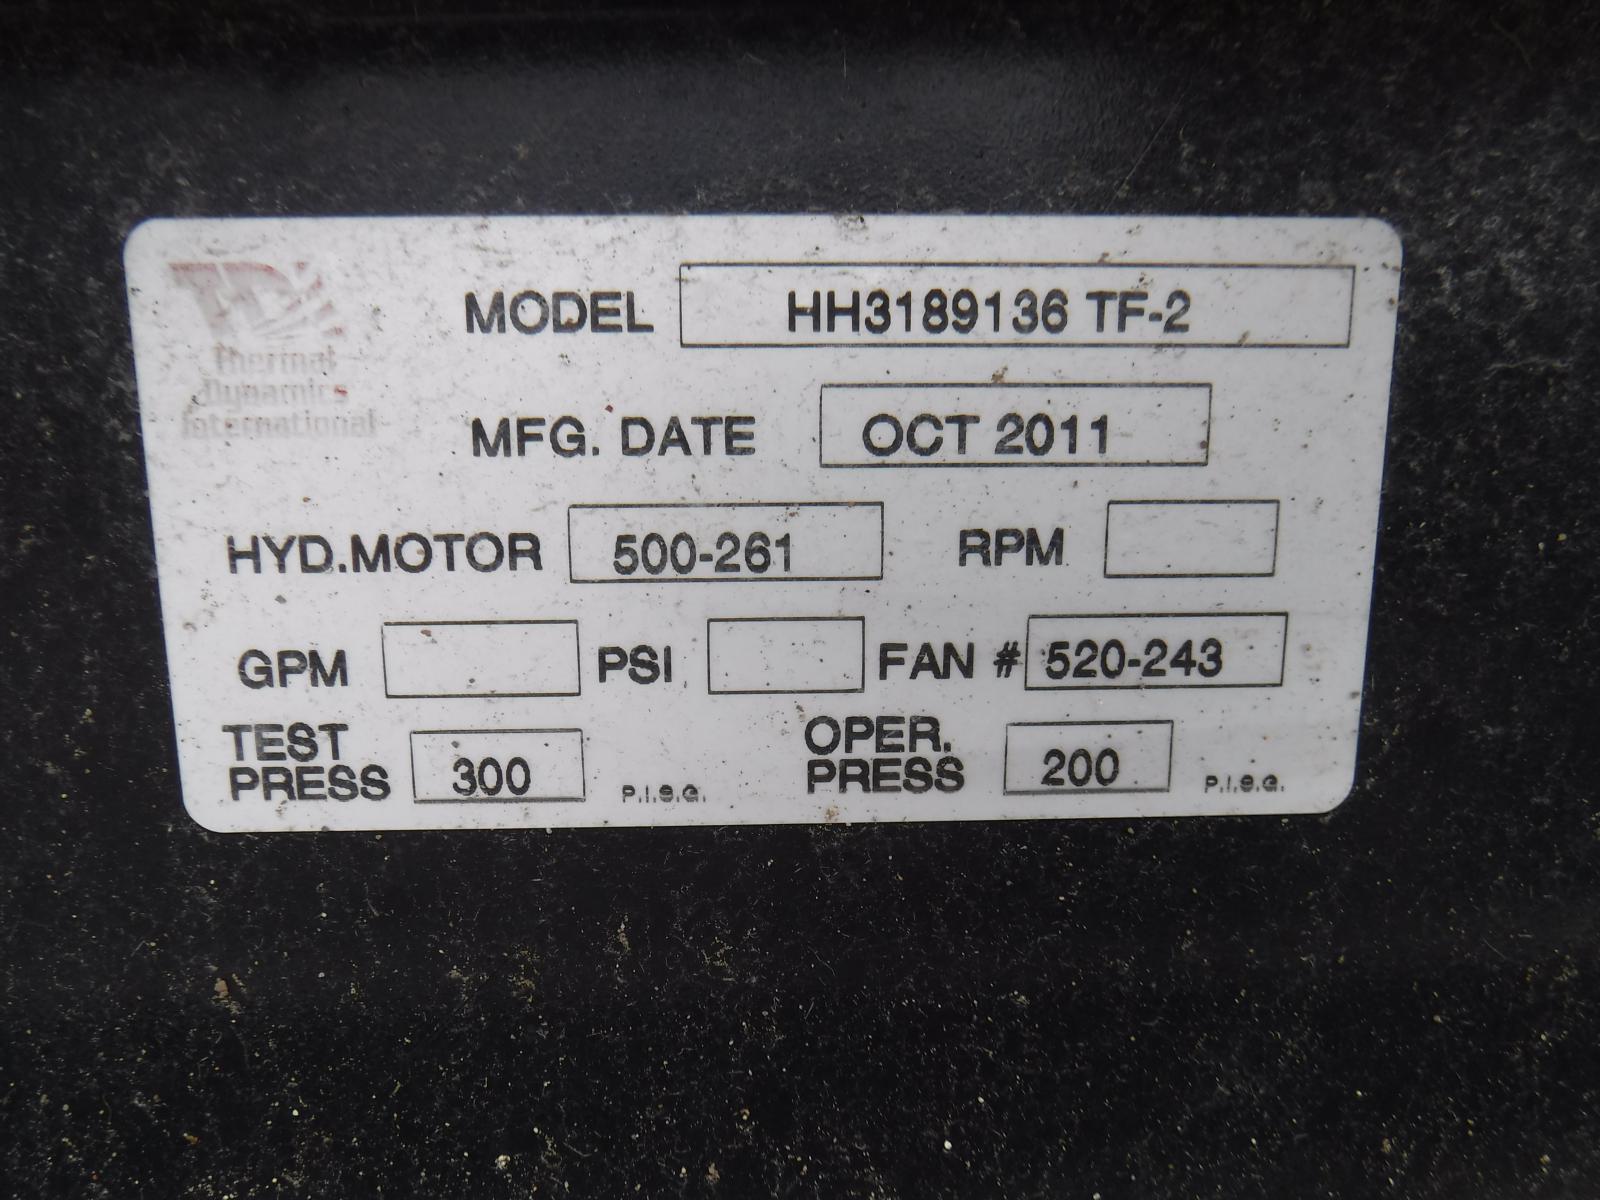 TDI
Thermal
Dynamics
International
MODEL HH3189136 TF-2
MFG. DATE OCT 2011
HYD.MOTOR 500-261 RPM
GPM PSI FAN # 520-243
TEST PRESS 300 P.I.S.G.
OPER. PRESS 200 P.I.S.G.